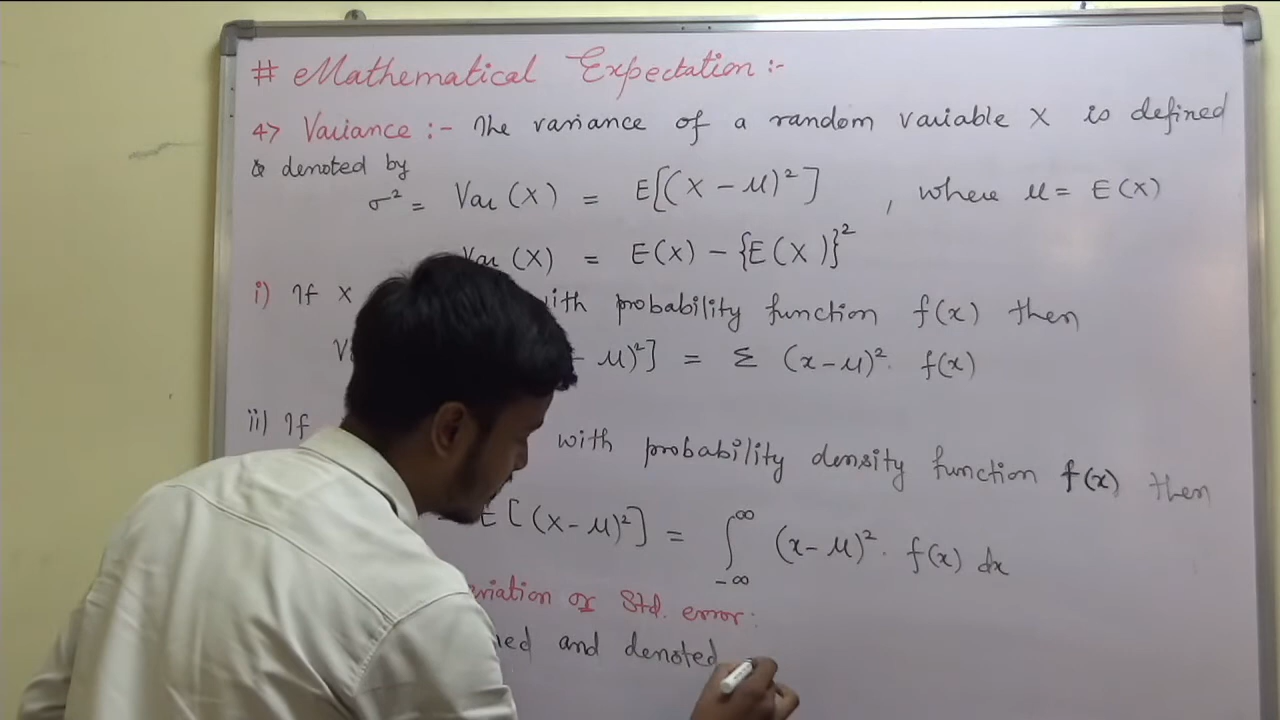 # Mathematical Expectation :-
4> Variance :- The variance of a random variable X is defined
& denoted by
σ² = Var (X) = E[(X - μ)²] , where μ = E(X)
Var (X) = E(x) - {E(X)}²
i) If X with probability function f(x) then
- μ)²] = Σ (x-μ)². f(x)
ii) If with probability density function f(x) then
E[(X-μ)²] = ∫_{-∞}^{∞} (x-μ)². f(x) dx
or Std. error:
and denoted